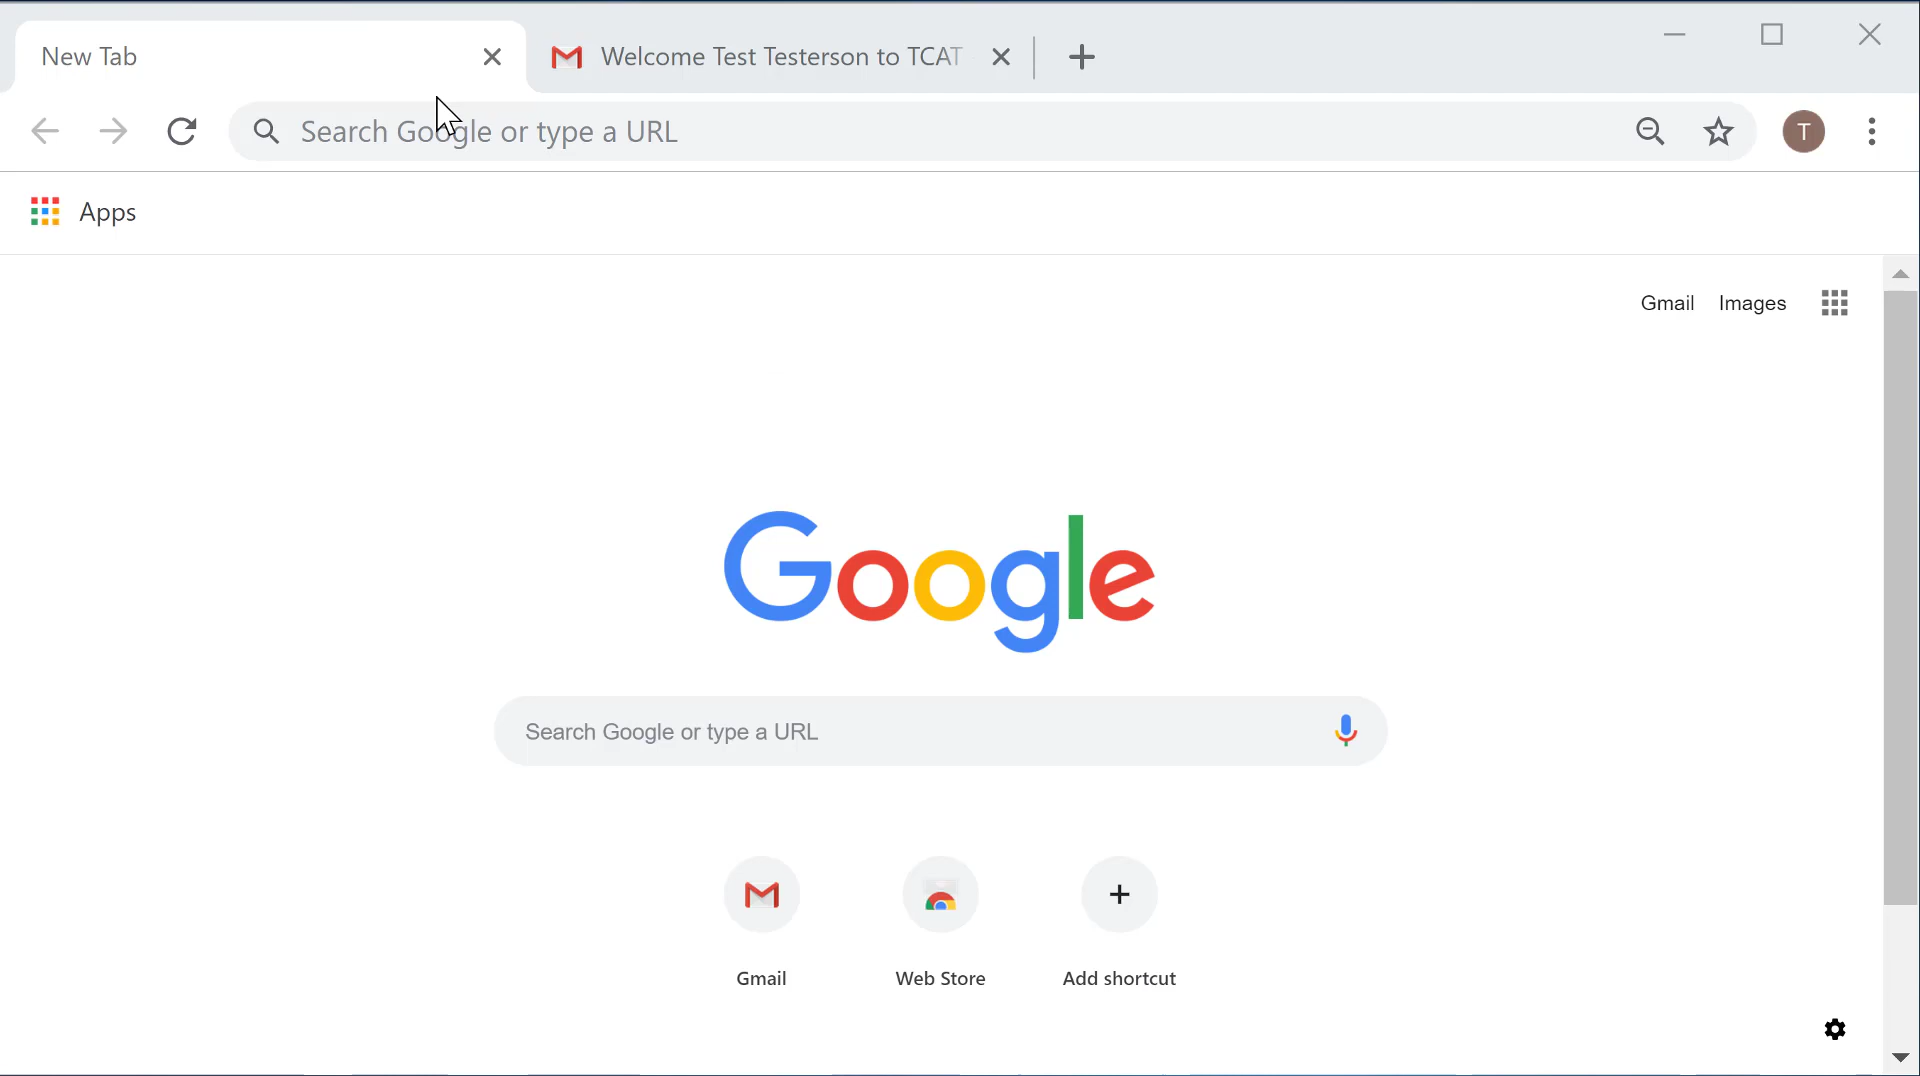 New Tab
Welcome Test Testerson to TCAT
Search Google or type a URL
T
Apps
Gmail
Images
Google
Search Google or type a URL
Gmail
Web Store
Add shortcut